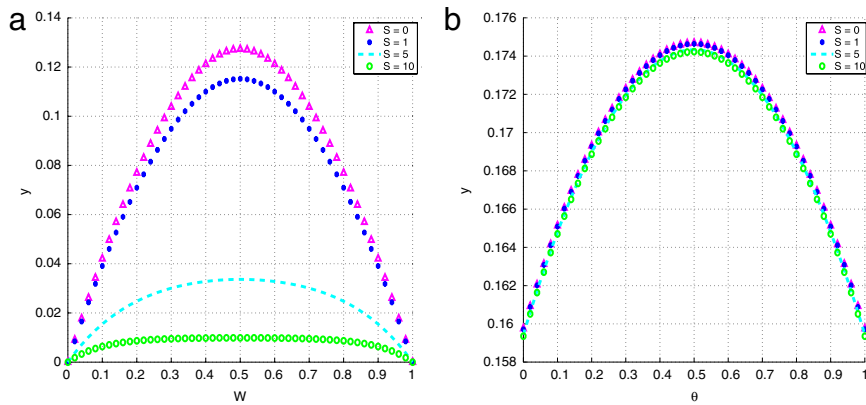 a
0.14
0.12
0.1
0.08
0.06
0.04
0.02
0
y
0 0.1 0.2 0.3 0.4 0.5 0.6 0.7 0.8 0.9 1
W
S = 0
S = 1
S = 5
S = 10
b
0.176
0.174
0.172
0.17
0.168
0.166
0.164
0.162
0.16
0.158
y
0 0.1 0.2 0.3 0.4 0.5 0.6 0.7 0.8 0.9 1
θ
S = 0
S = 1
S = 5
S = 10